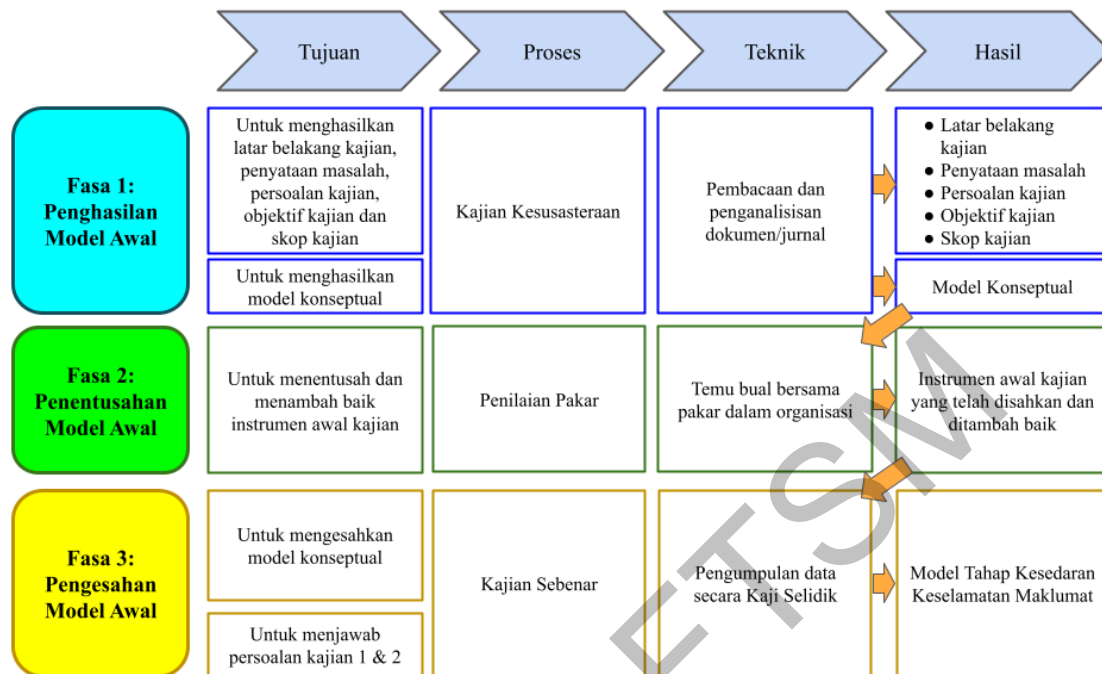 Tujuan
Proses
Teknik
Hasil
Fasa 1:
Penghasilan
Model Awal
Untuk menghasilkan
latar belakang kajian,
penyataan masalah,
persoalan kajian,
objektif kajian dan
skop kajian
Untuk menghasilkan
model konseptual
Kajian Kesusasteraan
Pembacaan dan
penganalisisan
dokumen/jurnal
● Latar belakang
kajian
● Penyataan masalah
● Persoalan kajian
● Objektif kajian
● Skop kajian
Model Konseptual
Fasa 2:
Penentusahan
Model Awal
Untuk menentusah dan
menambah baik
instrumen awal kajian
Penilaian Pakar
Temu bual bersama
pakar dalam organisasi
Instrumen awal kajian
yang telah disahkan dan
ditambah baik
Fasa 3:
Pengesahan
Model Awal
Untuk mengesahkan
model konseptual
Untuk menjawab
persoalan kajian 1 & 2
Kajian Sebenar
Pengumpulan data
secara Kaji Selidik
Model Tahap Kesedaran
Keselamatan Maklumat
ETSM